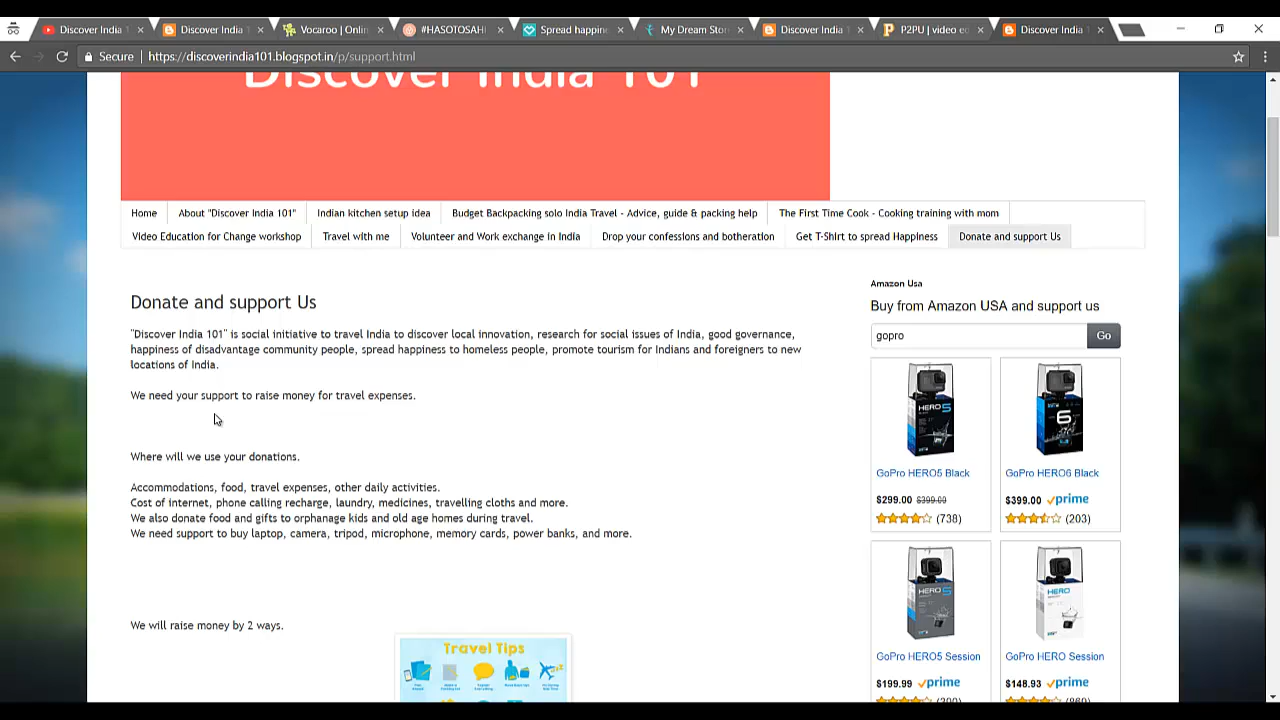 Discover India 1
Discover India 1
Vocaroo | Onli
#HASOTOSAHI
Spread happin
My Dream Stor
Discover India 1
P2PU | video ed
Discover India 1
Secure https://discoverindia101.blogspot.in/p/support.html
Discover India 101
Home About "Discover India 101" Indian kitchen setup idea Budget Backpacking solo India Travel - Advice, guide & packing help The First Time Cook - Cooking training with mom
Video Education for Change workshop Travel with me Volunteer and Work exchange in India Drop your confessions and botheration Get T-Shirt to spread Happiness Donate and support Us
Donate and support Us
"Discover India 101" is social initiative to travel India to discover local innovation, research for social issues of India, good governance,
happiness of disadvantage community people, spread happiness to homeless people, promote tourism for Indians and foreigners to new
locations of India.
We need your support to raise money for travel expenses.
Where will we use your donations.
Accommodations, food, travel expenses, other daily activities.
Cost of internet, phone calling recharge, laundry, medicines, travelling cloths and more.
We also donate food and gifts to orphanage kids and old age homes during travel.
We need support to buy laptop, camera, tripod, microphone, memory cards, power banks, and more.
We will raise money by 2 ways.
Travel Tips
Amazon Usa
Buy from Amazon USA and support us
gopro Go
HERO5
6
GoPro HERO5 Black GoPro HERO6 Black
$299.00 $399.00 $399.00 prime
(738) (203)
HERO5
HERO
GoPro HERO5 Session GoPro HERO Session
$199.99 prime $148.93 prime